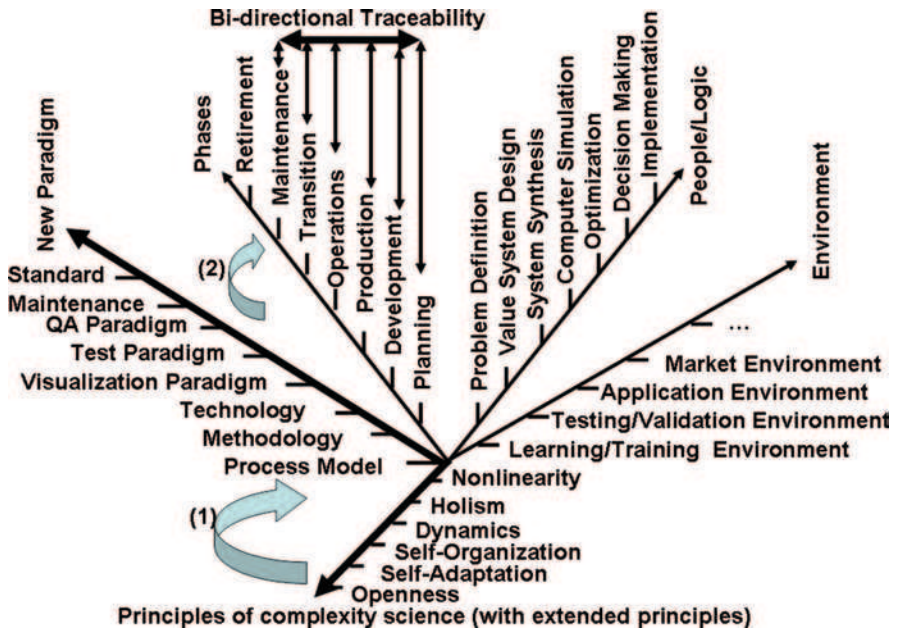 Bi-directional Traceability
New Paradigm
Standard
Maintenance
QA Paradigm
Test Paradigm
Visualization Paradigm
Technology
Methodology
Process Model
(2)
Phases
Retirement
Maintenance
Transition
Operations
Production
Development
Planning
Problem Definition
Value System Design
System Synthesis
Computer Simulation
Optimization
Decision Making
Implementation
People/Logic
Environment
...
Market Environment
Application Environment
Testing/Validation Environment
Learning/Training Environment
(1)
Nonlinearity
Holism
Dynamics
Self-Organization
Self-Adaptation
Openness
Principles of complexity science (with extended principles)